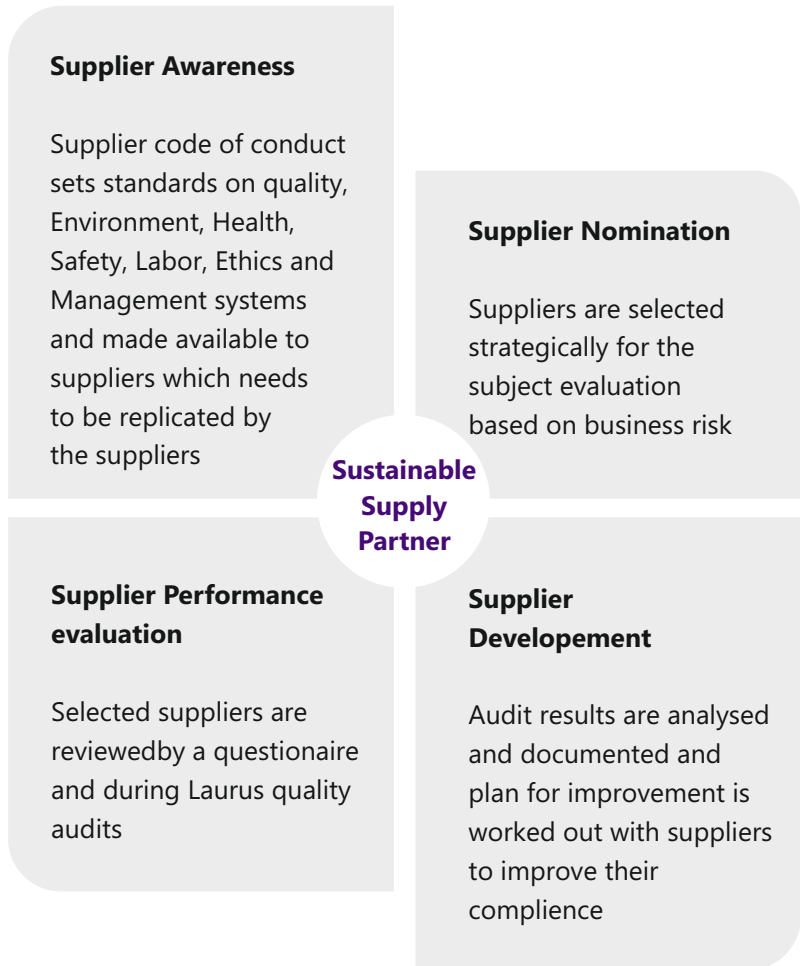 Supplier Awareness
Supplier code of conduct
sets standards on quality,
Environment, Health,
Safety, Labor, Ethics and
Management systems
and made available to
suppliers which needs
to be replicated by
the suppliers
Supplier Nomination
Suppliers are selected
strategically for the
subject evaluation
based on business risk
Sustainable
Supply
Partner
Supplier Performance
evaluation
Selected suppliers are
reviewedby a questionaire
and during Laurus quality
audits
Supplier
Developement
Audit results are analysed
and documented and
plan for improvement is
worked out with suppliers
to improve their
complience